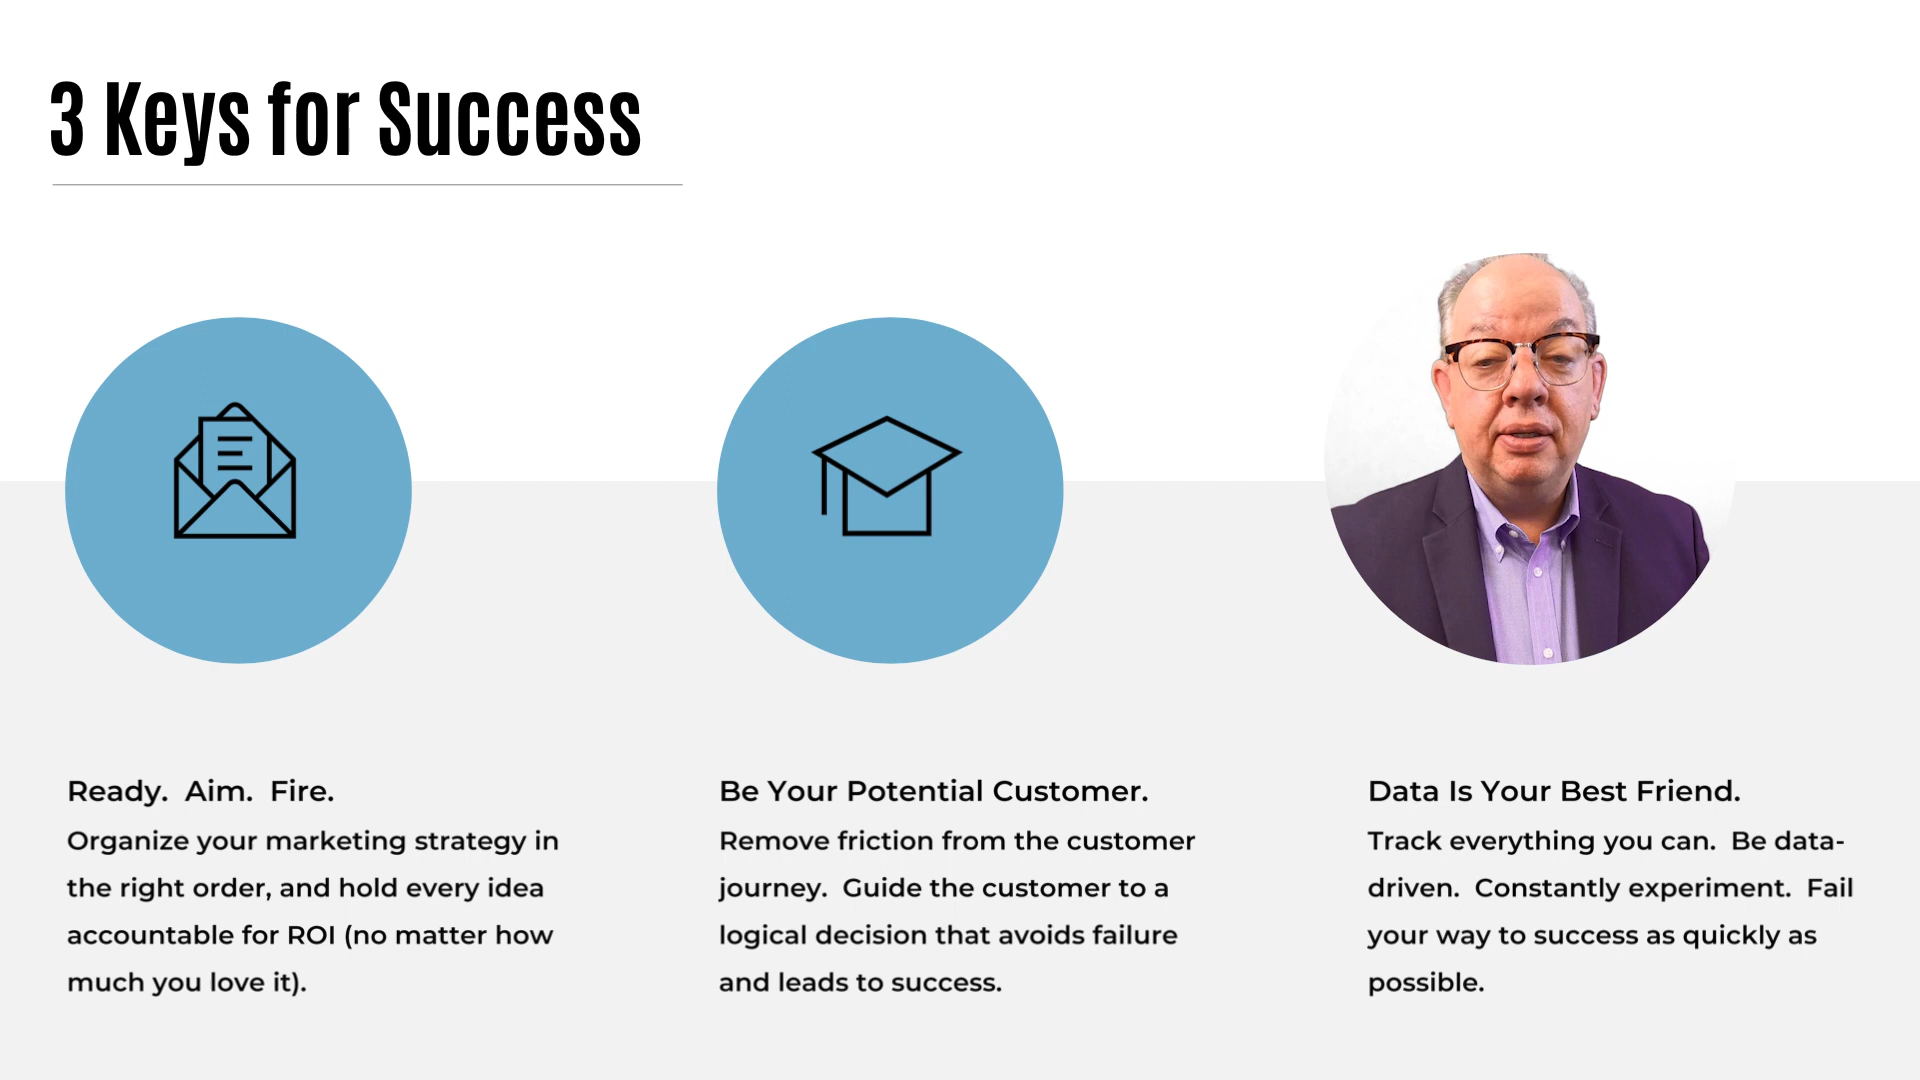 3 Keys for Success
Ready.  Aim.  Fire.
Organize your marketing strategy in
the right order, and hold every idea
accountable for ROI (no matter how
much you love it).
Be Your Potential Customer.
Remove friction from the customer
journey.  Guide the customer to a
logical decision that avoids failure
and leads to success.
Data Is Your Best Friend.
Track everything you can.  Be data-
driven.  Constantly experiment.  Fail
your way to success as quickly as
possible.